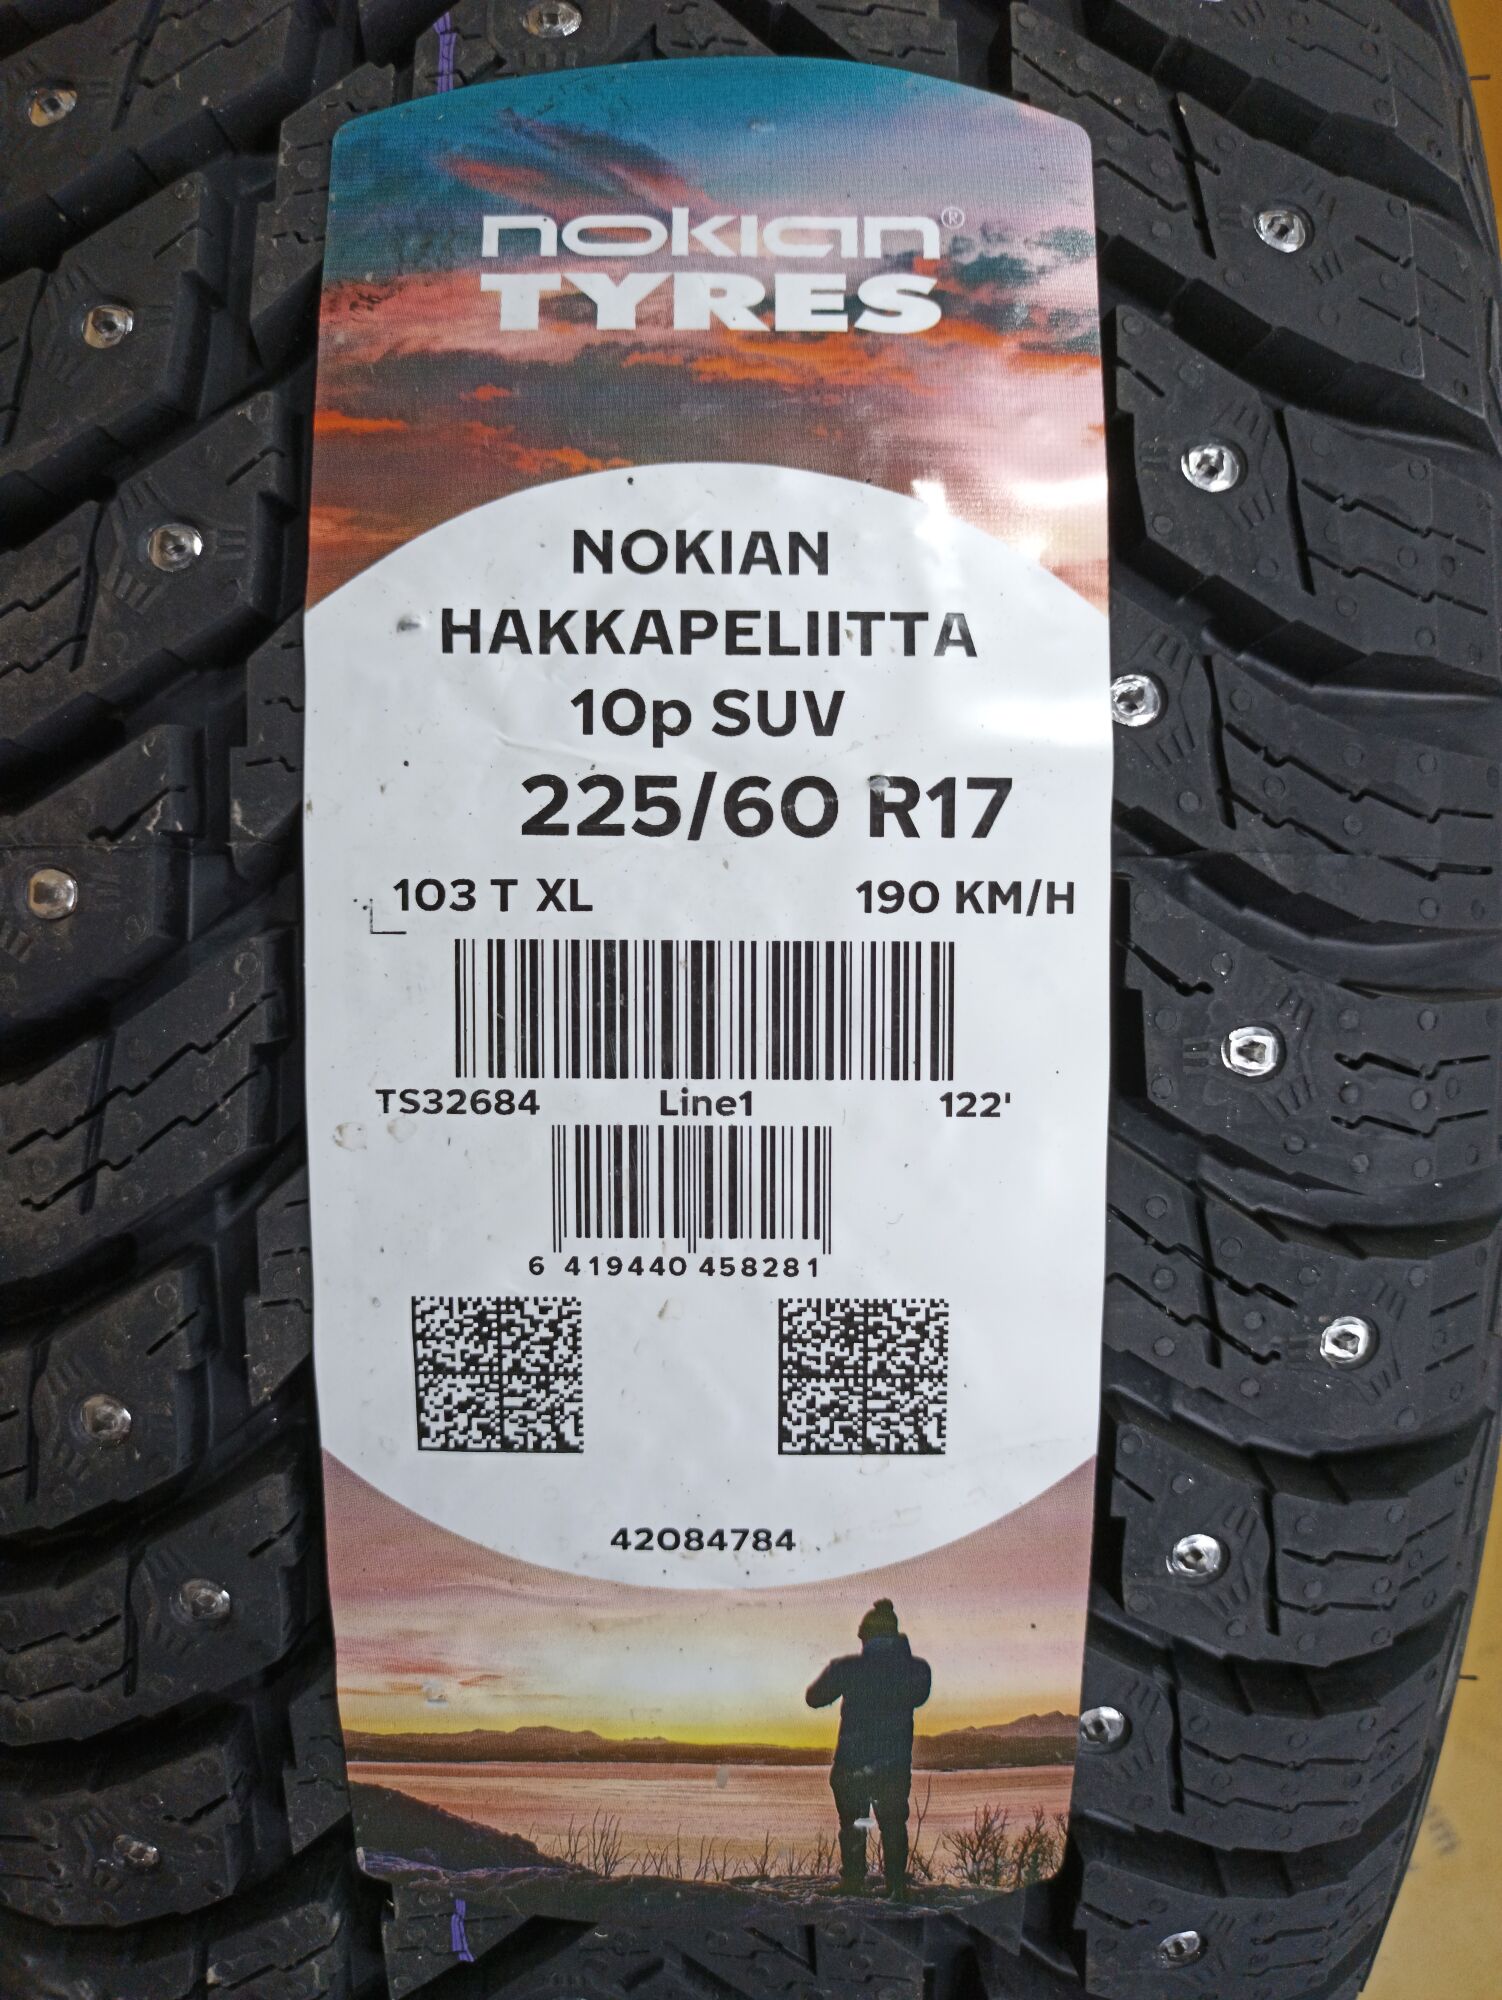 nokian®
TYRES
NOKIAN
HAKKAPELIITTA
10p SUV
225/60 R17
103 T XL 190 KM/H
TS32684 Line1 122'
6 419440 458281
42084784